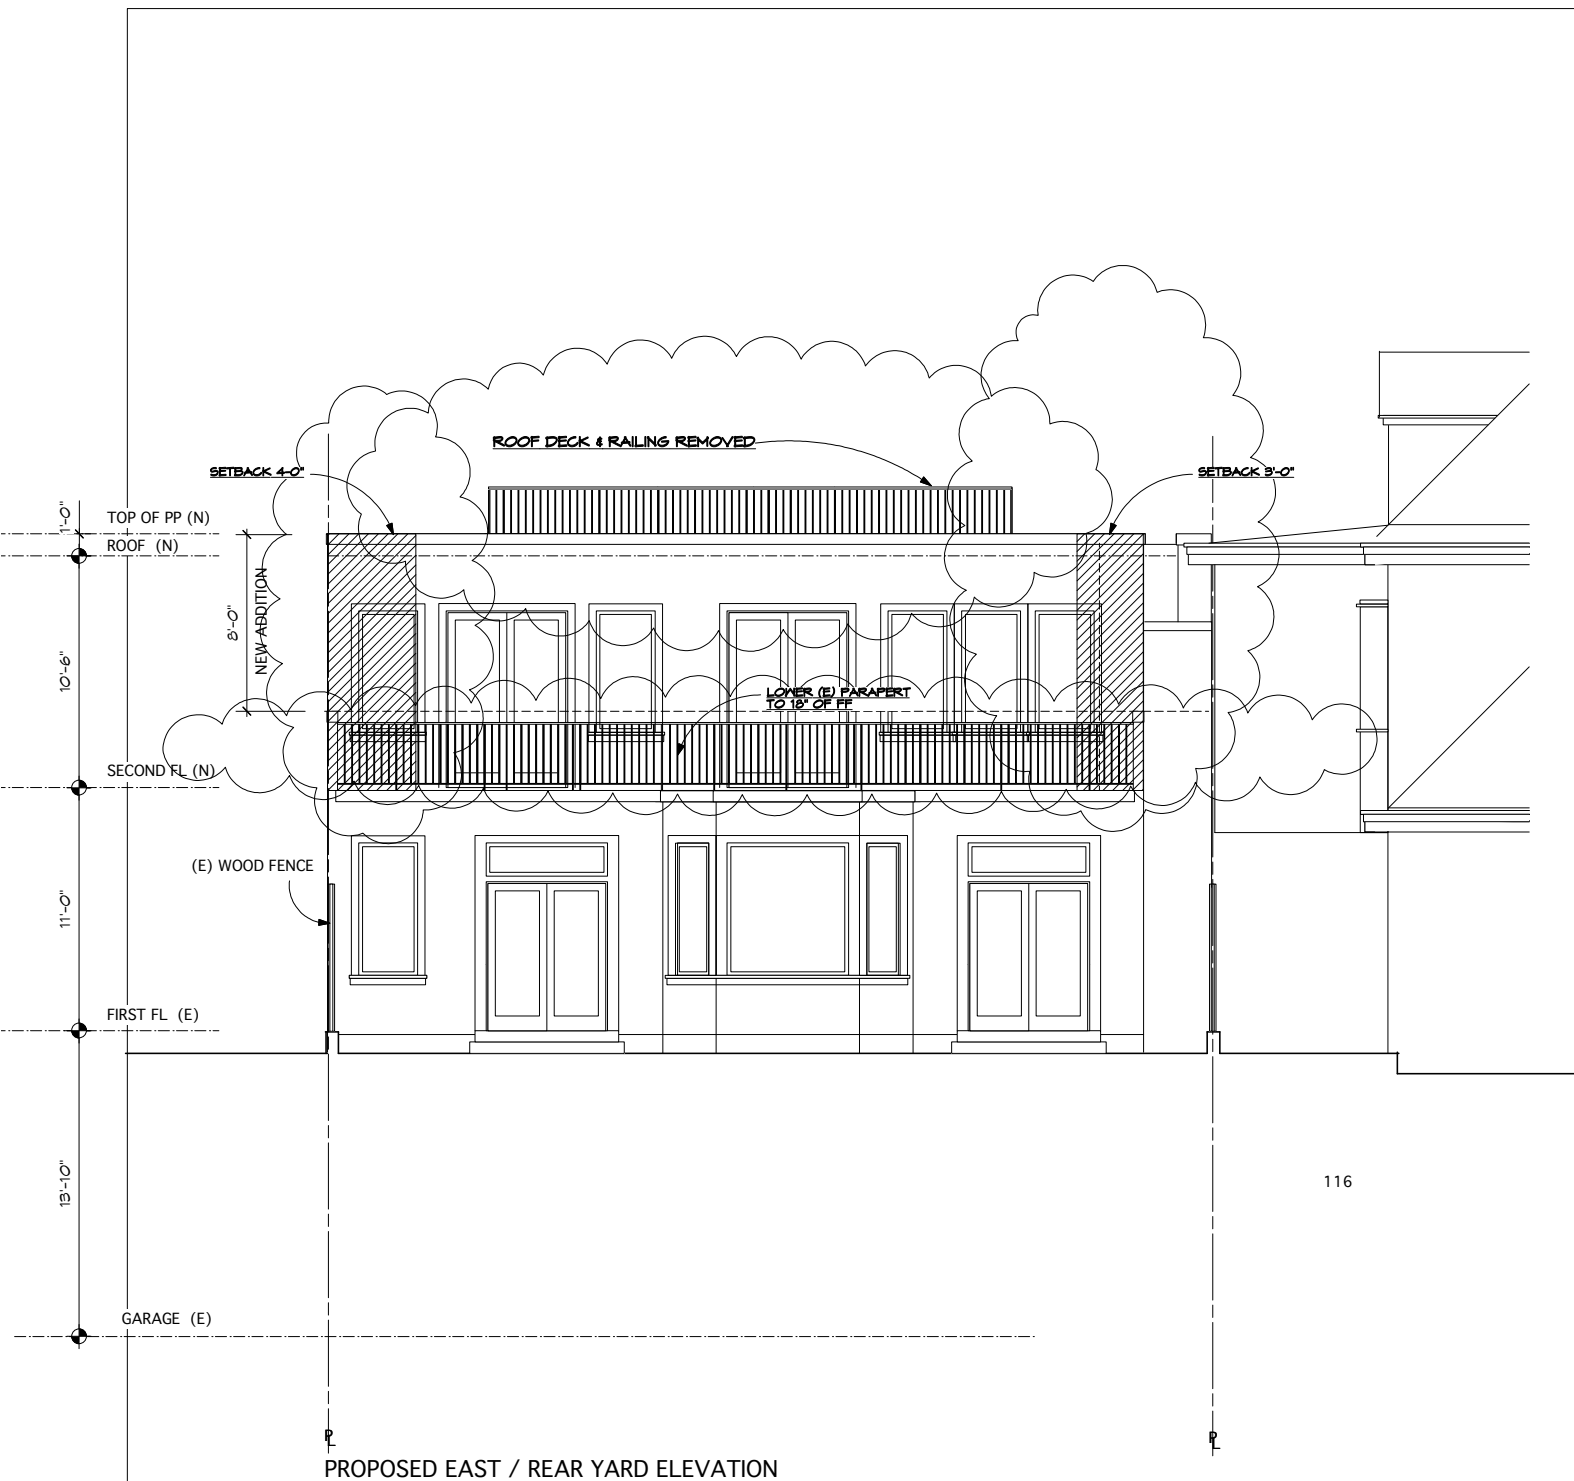 ROOF DECK & RAILING REMOVED
SETBACK 4-0"
SETBACK 3'-0"
1'-0"
TOP OF PP (N)
ROOF (N)
8'-0"
NEW ADDITION
10'-6"
LOWER (E) PARAPERT
TO 18" OF FF
SECOND FL (N)
(E) WOOD FENCE
11'-0"
FIRST FL (E)
13'-10"
116
GARAGE (E)
PL
PL
PROPOSED EAST / REAR YARD ELEVATION